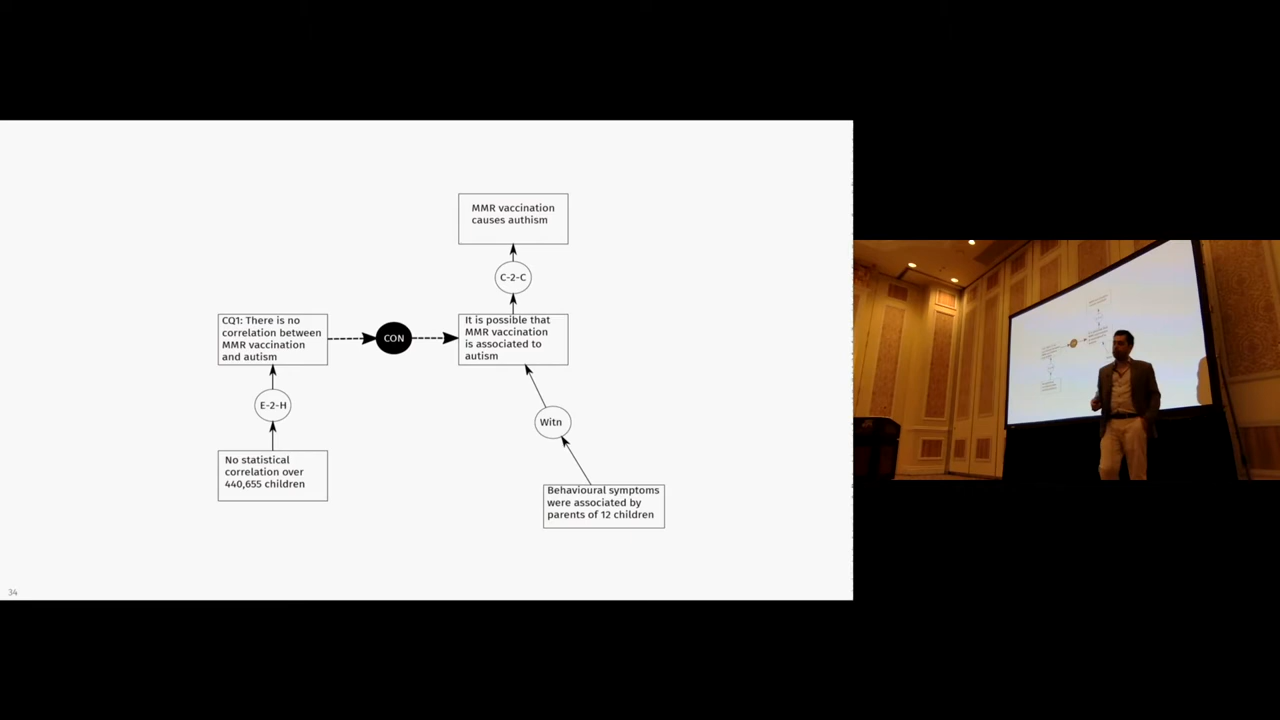 MMR vaccination
causes authism
C-2-C
CQ1: There is no
correlation between
MMR vaccination
and autism
CON
It is possible that
MMR vaccination
is associated to
autism
E-2-H
Witn
No statistical
correlation over
440,655 children
Behavioural symptoms
were associated by
parents of 12 children
34